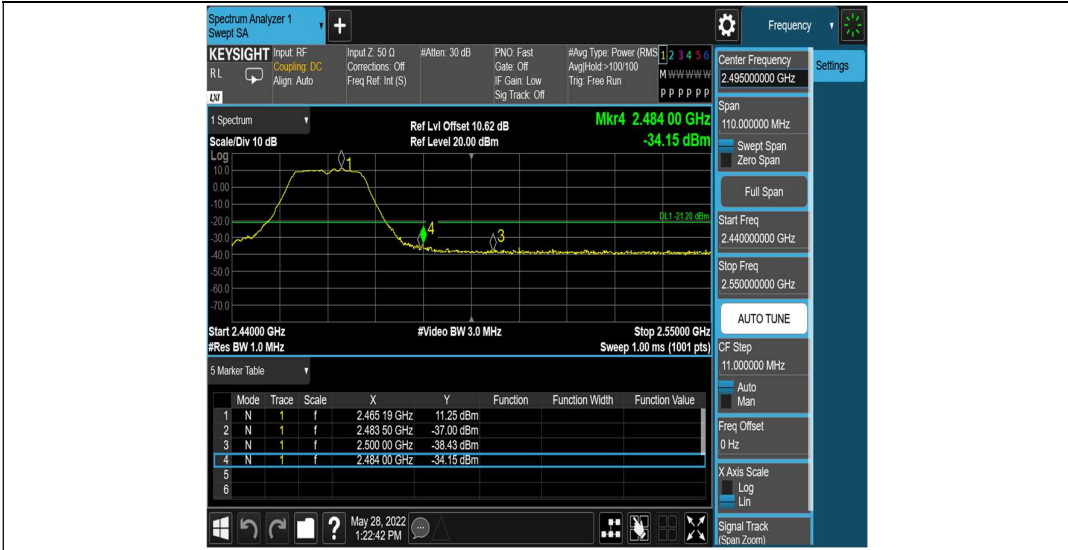 Spectrum Analyzer 1
Swept SA
+
Frequency
KEYSIGHT
RL
LXI
Input: RF
Coupling: DC
Align: Auto
Input Z: 50 Ω
Corrections: Off
Freq Ref: Int (S)
#Atten: 30 dB
PNO: Fast
Gate: Off
IF Gain: Low
Sig Track: Off
#Avg Type: Power (RMS
Avg|Hold:>100/100
Trig: Free Run
1 2 3 4 5 6
M W W W W W
P P P P P P
1 Spectrum
Scale/Div 10 dB
Ref Lvl Offset 10.62 dB
Ref Level 20.00 dBm
Mkr4 2.484 00 GHz
-34.15 dBm
Log
10.0
0.00
-10.0
-20.0
-30.0
-40.0
-50.0
-60.0
-70.0
1
4
3
DL1 -21.20 dBm
Start 2.44000 GHz
#Video BW 3.0 MHz
Stop 2.55000 GHz
#Res BW 1.0 MHz
Sweep 1.00 ms (1001 pts)
5 Marker Table
Mode Trace Scale X Y Function Function Width Function Value
1 N 1 f 2.465 19 GHz 11.25 dBm
2 N 1 f 2.483 50 GHz -37.00 dBm
3 N 1 f 2.500 00 GHz -38.43 dBm
4 N 1 f 2.484 00 GHz -34.15 dBm
5
6
?
May 28, 2022
1:22:42 PM
Center Frequency
2.495000000 GHz
Settings
Span
110.000000 MHz
Swept Span
Zero Span
Full Span
Start Freq
2.440000000 GHz
Stop Freq
2.550000000 GHz
AUTO TUNE
CF Step
11.000000 MHz
Auto
Man
Freq Offset
0 Hz
X Axis Scale
Log
Lin
Signal Track
(Span Zoom)